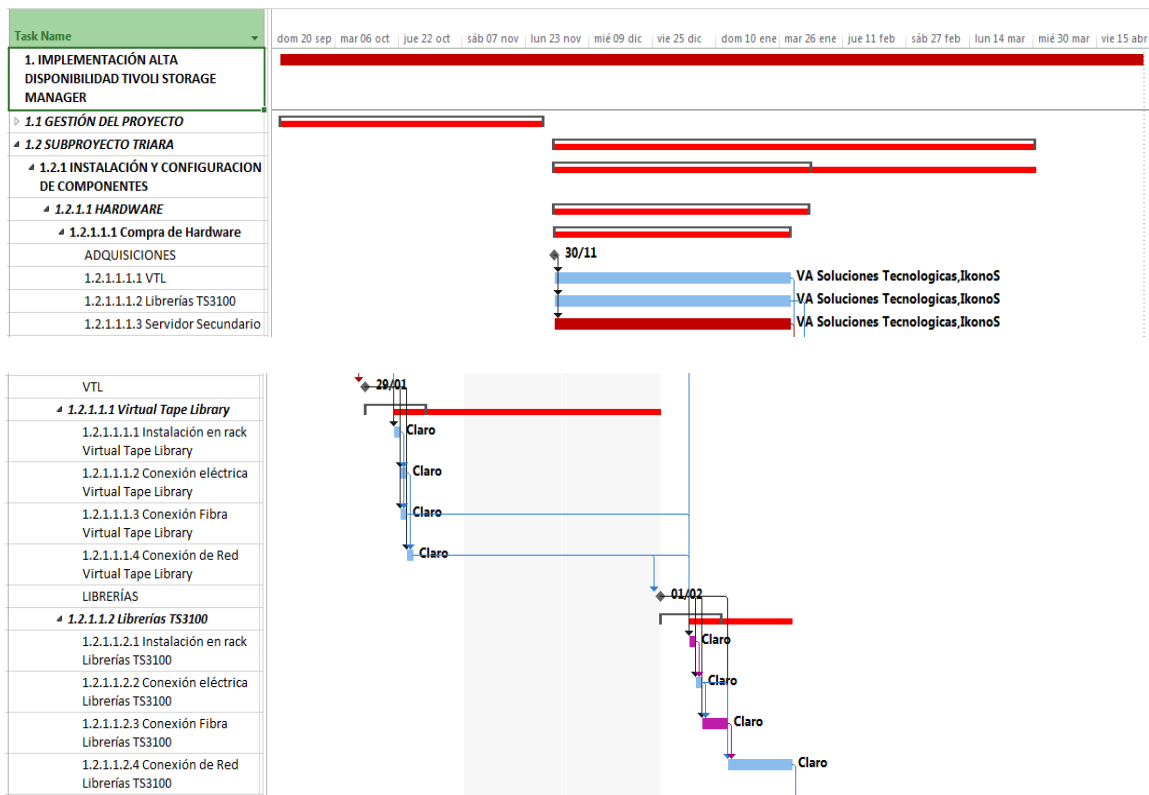 Task Name
dom 20 sep mar 06 oct jue 22 oct sáb 07 nov lun 23 nov mié 09 dic vie 25 dic dom 10 ene mar 26 ene jue 11 feb sáb 27 feb lun 14 mar mié 30 mar vie 15 abr
1. IMPLEMENTACIÓN ALTA
DISPONIBILIDAD TIVOLI STORAGE
MANAGER
1.1 GESTIÓN DEL PROYECTO
1.2 SUBPROYECTO TRIARA
1.2.1 INSTALACIÓN Y CONFIGURACION
DE COMPONENTES
1.2.1.1 HARDWARE
1.2.1.1.1 Compra de Hardware
ADQUISICIONES 30/11
1.2.1.1.1.1 VTL VA Soluciones Tecnologicas,IkonoS
1.2.1.1.1.2 Librerías TS3100 VA Soluciones Tecnologicas,IkonoS
1.2.1.1.1.3 Servidor Secundario VA Soluciones Tecnologicas,IkonoS
VTL 29/01
1.2.1.1.1 Virtual Tape Library
1.2.1.1.1.1 Instalación en rack Claro
Virtual Tape Library
1.2.1.1.1.2 Conexión eléctrica Claro
Virtual Tape Library
1.2.1.1.1.3 Conexión Fibra Claro
Virtual Tape Library
1.2.1.1.1.4 Conexión de Red Claro
Virtual Tape Library
LIBRERÍAS 01/02
1.2.1.1.2 Librerías TS3100
1.2.1.1.2.1 Instalación en rack Claro
Librerías TS3100
1.2.1.1.2.2 Conexión eléctrica Claro
Librerías TS3100
1.2.1.1.2.3 Conexión Fibra Claro
Librerías TS3100
1.2.1.1.2.4 Conexión de Red Claro
Librerías TS3100